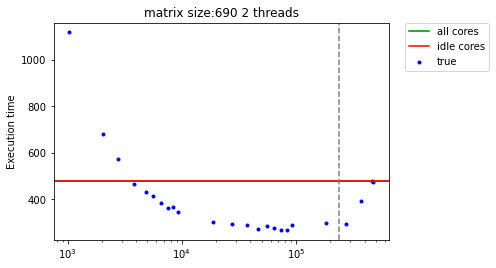 matrix size:690 2 threads
Execution time
1000
800
600
400
10³
10⁴
10⁵
all cores
idle cores
true